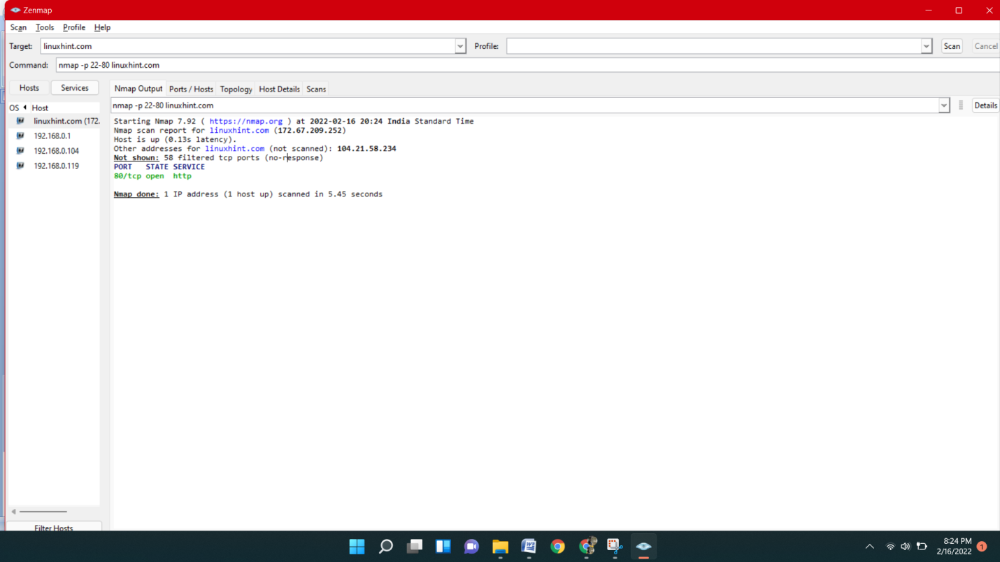 Zenmap
Scan Tools Profile Help
Target: linuxhint.com Profile: Scan Cancel
Command: nmap -p 22-80 linuxhint.com
Hosts Services
OS Host
linuxhint.com (172.
192.168.0.1
192.168.0.104
192.168.0.119
Filter Hosts
Nmap Output Ports / Hosts Topology Host Details Scans
nmap -p 22-80 linuxhint.com Details
Starting Nmap 7.92 ( https://nmap.org ) at 2022-02-16 20:24 India Standard Time
Nmap scan report for linuxhint.com (172.67.209.252)
Host is up (0.13s latency).
Other addresses for linuxhint.com (not scanned): 104.21.58.234
Not shown: 58 filtered tcp ports (no-response)
PORT STATE SERVICE
80/tcp open http
Nmap done: 1 IP address (1 host up) scanned in 5.45 seconds
8:24 PM
2/16/2022
1